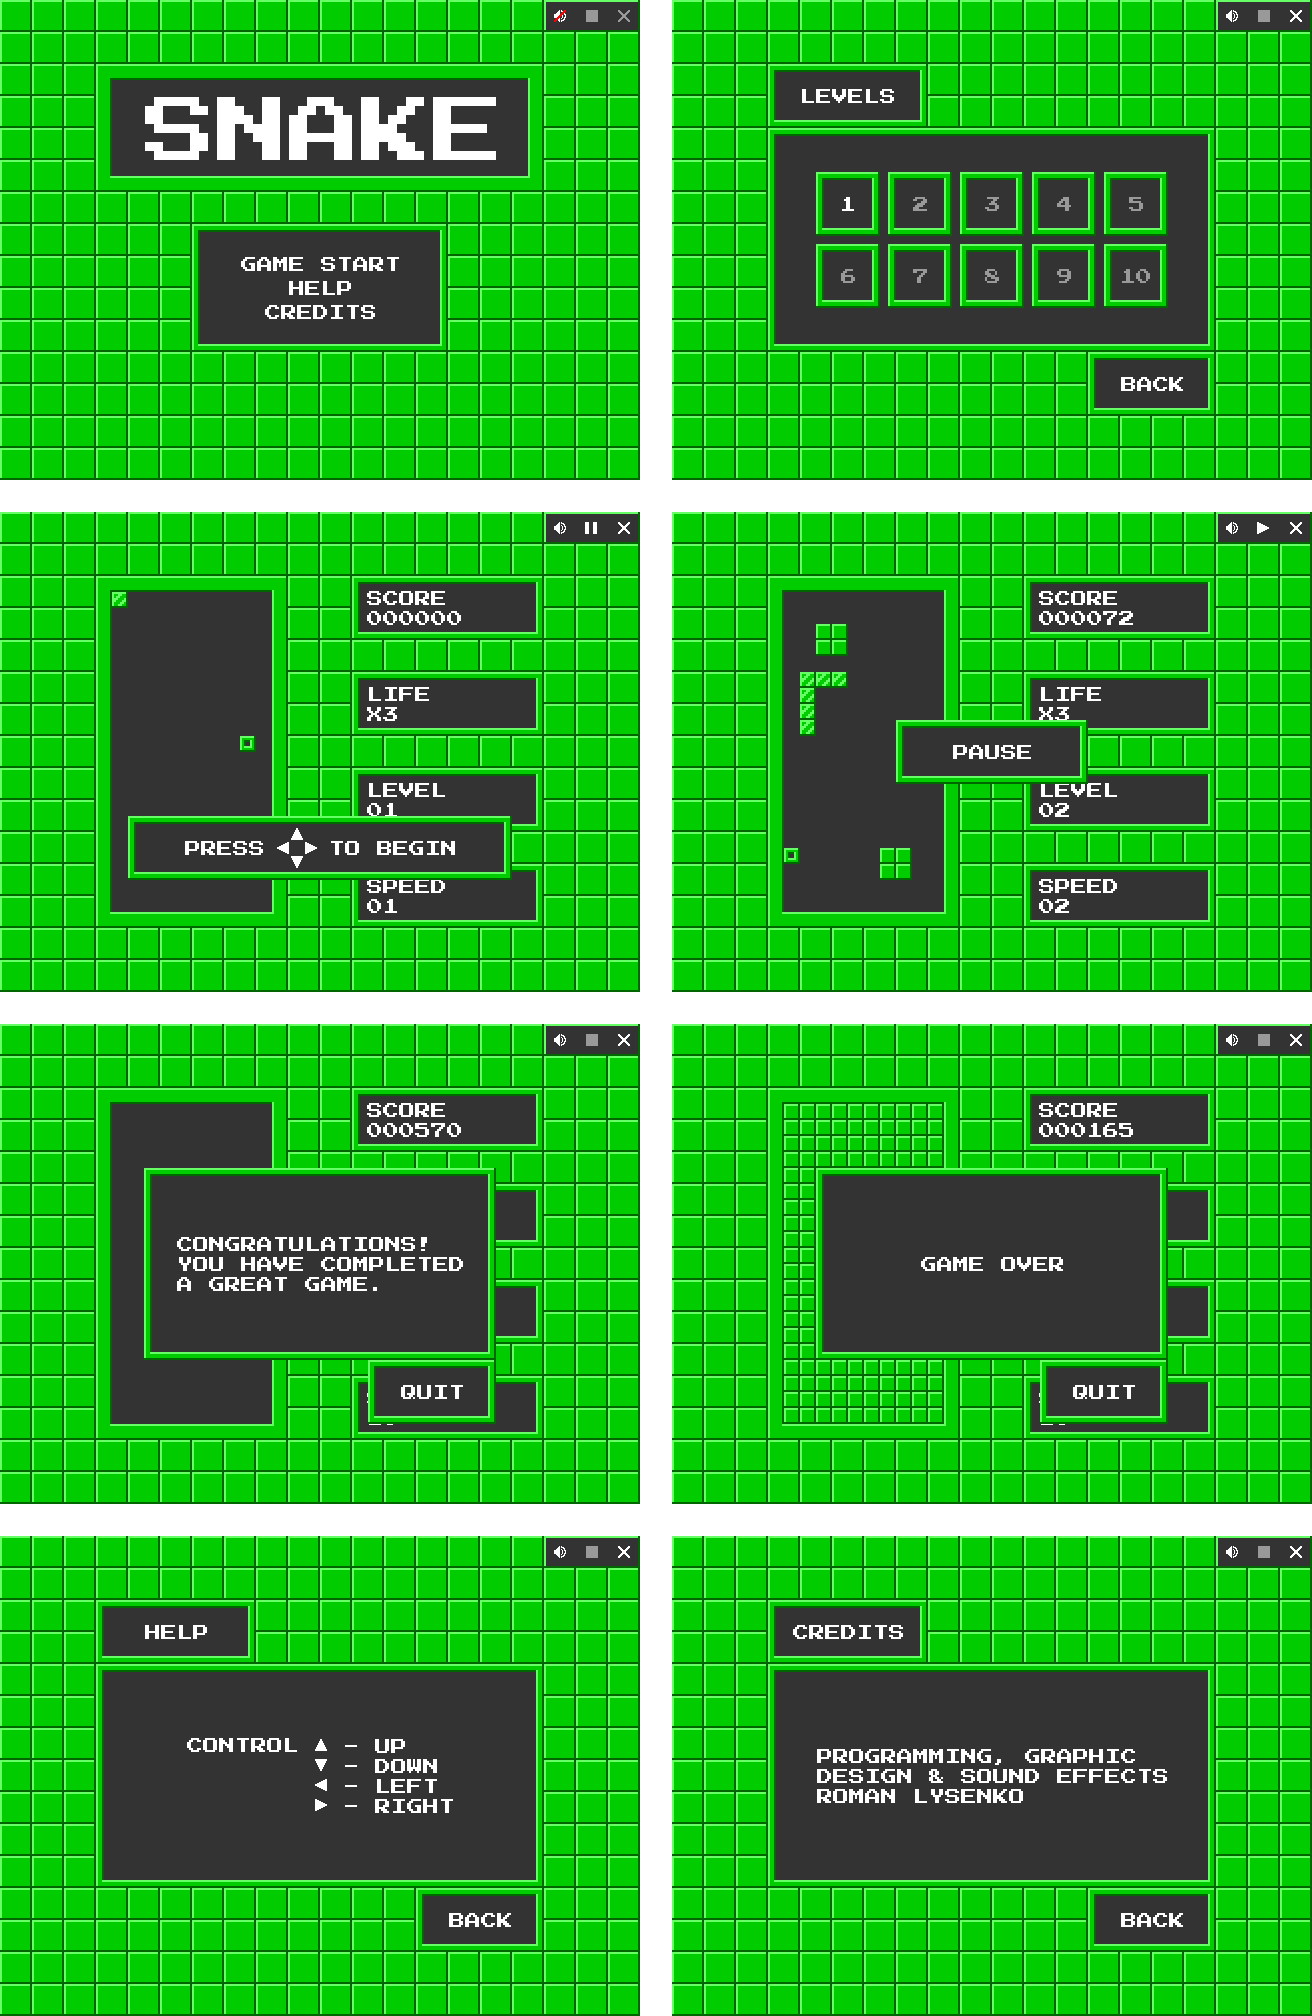 SNAKE
GAME START
HELP
CREDITS
LEVELS
1 2 3 4 5
6 7 8 9 10
BACK
SCORE
000000
LIFE
X3
LEVEL
01
PRESS TO BEGIN
SPEED
01
SCORE
000072
LIFE
X3
PAUSE
LEVEL
02
SPEED
02
SCORE
000570
CONGRATULATIONS!
YOU HAVE COMPLETED
A GREAT GAME.
QUIT
SCORE
000165
GAME OVER
QUIT
HELP
CONTROL ▲ – UP
▼ – DOWN
◀ – LEFT
▶ – RIGHT
BACK
CREDITS
PROGRAMMING, GRAPHIC
DESIGN & SOUND EFFECTS
ROMAN LYSENKO
BACK